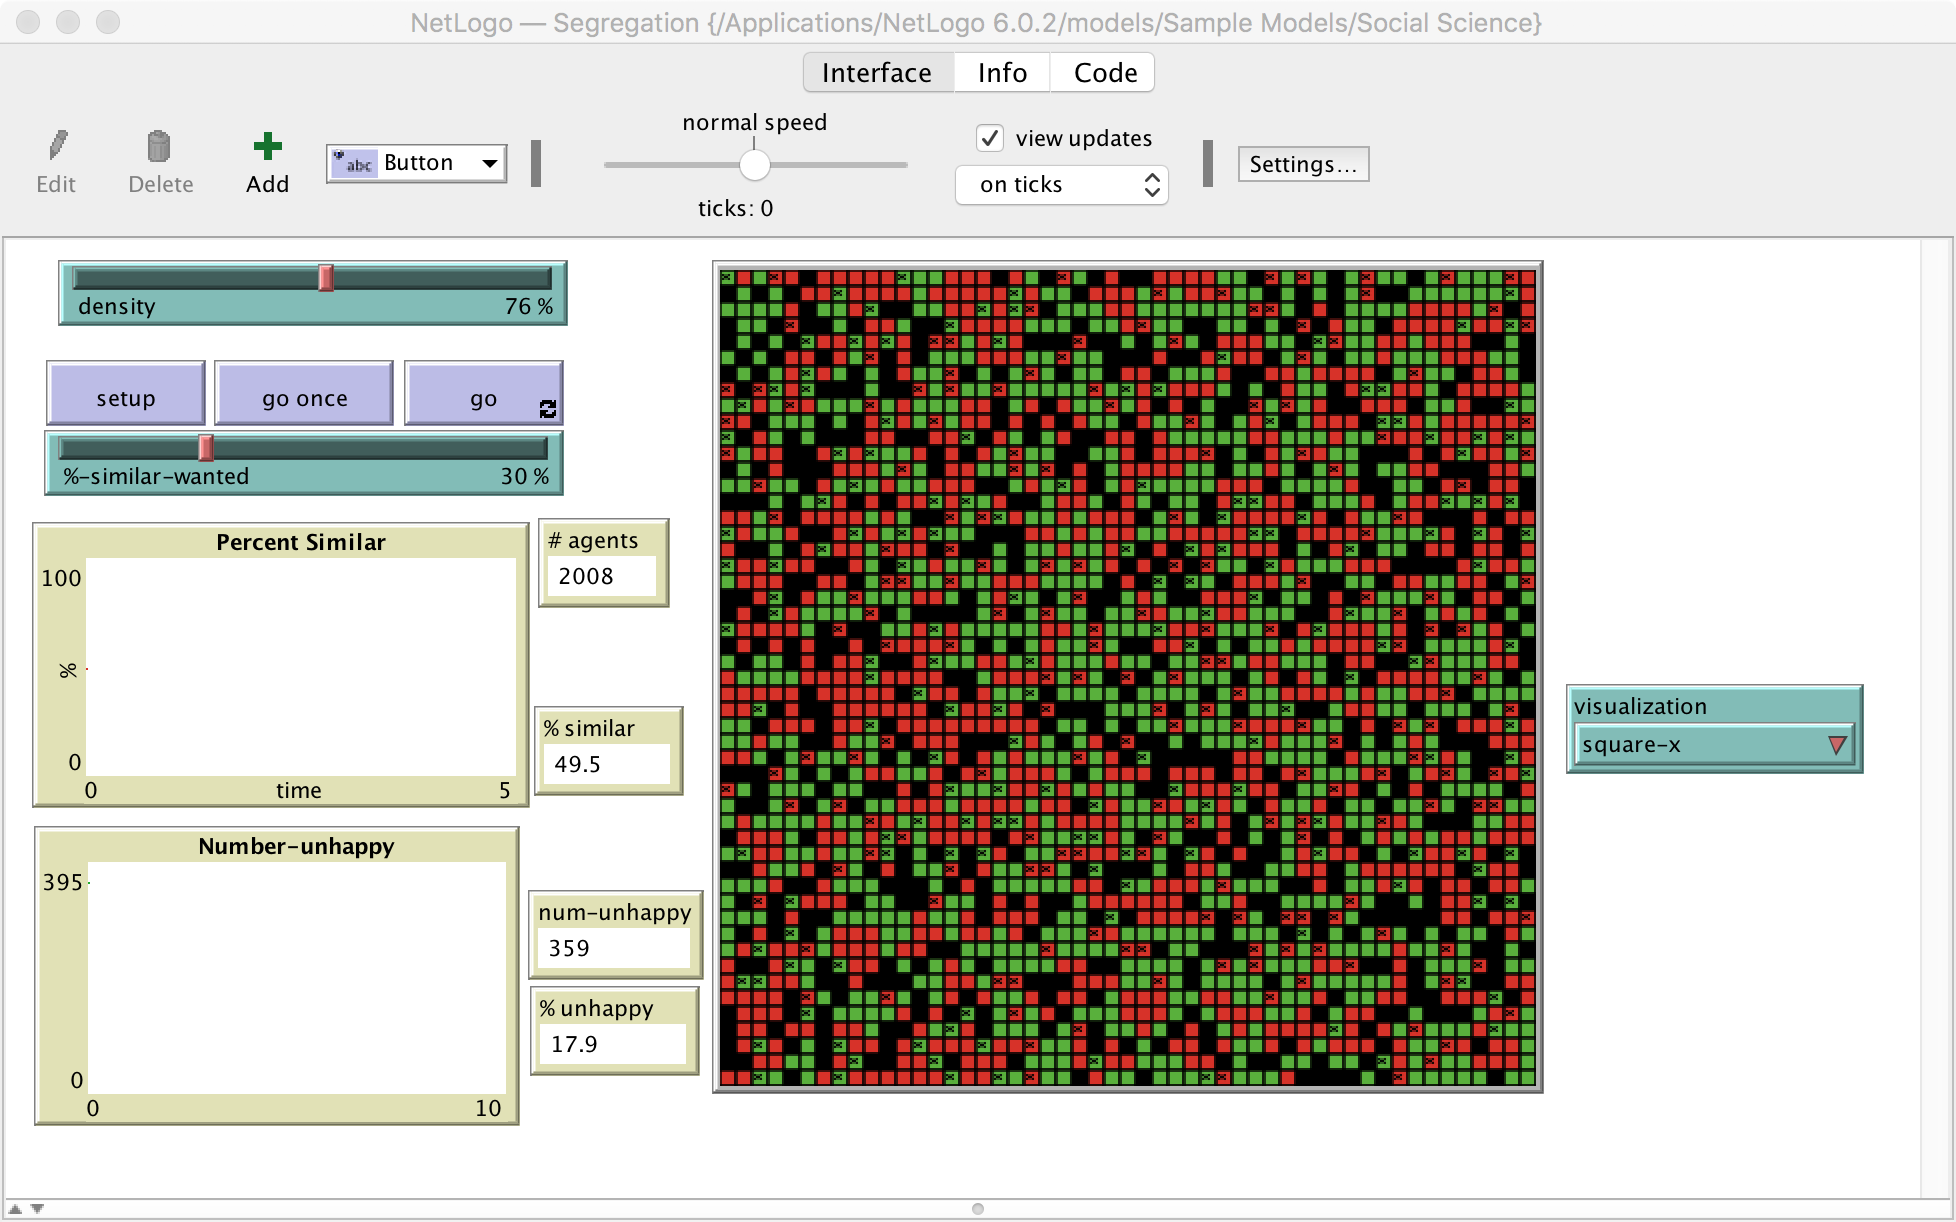 NetLogo — Segregation {/Applications/NetLogo 6.0.2/models/Sample Models/Social Science}
Interface Info Code
Edit Delete Add abc Button normal speed ticks: 0 view updates on ticks Settings...
density 76 %
setup go once go
%-similar-wanted 30 %
Percent Similar
100
%
0
0 time 5
# agents
2008
% similar
49.5
Number-unhappy
395
0
0 10
num-unhappy
359
% unhappy
17.9
visualization
square-x